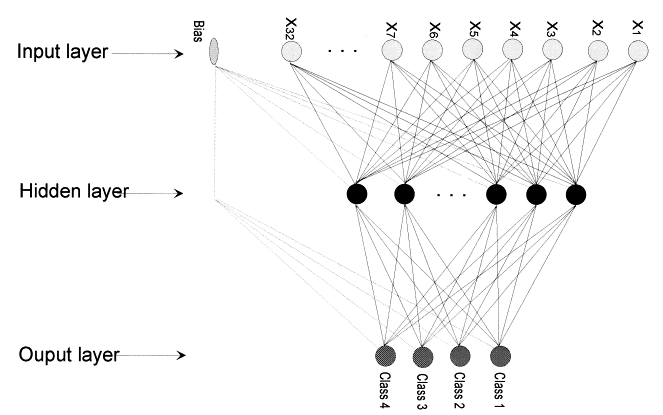 Input layer
Bias
X32
. . .
X7
X6
X5
X4
X3
X2
X1
Hidden layer
. . .
Ouput layer
Class 4
Class 3
Class 2
Class 1